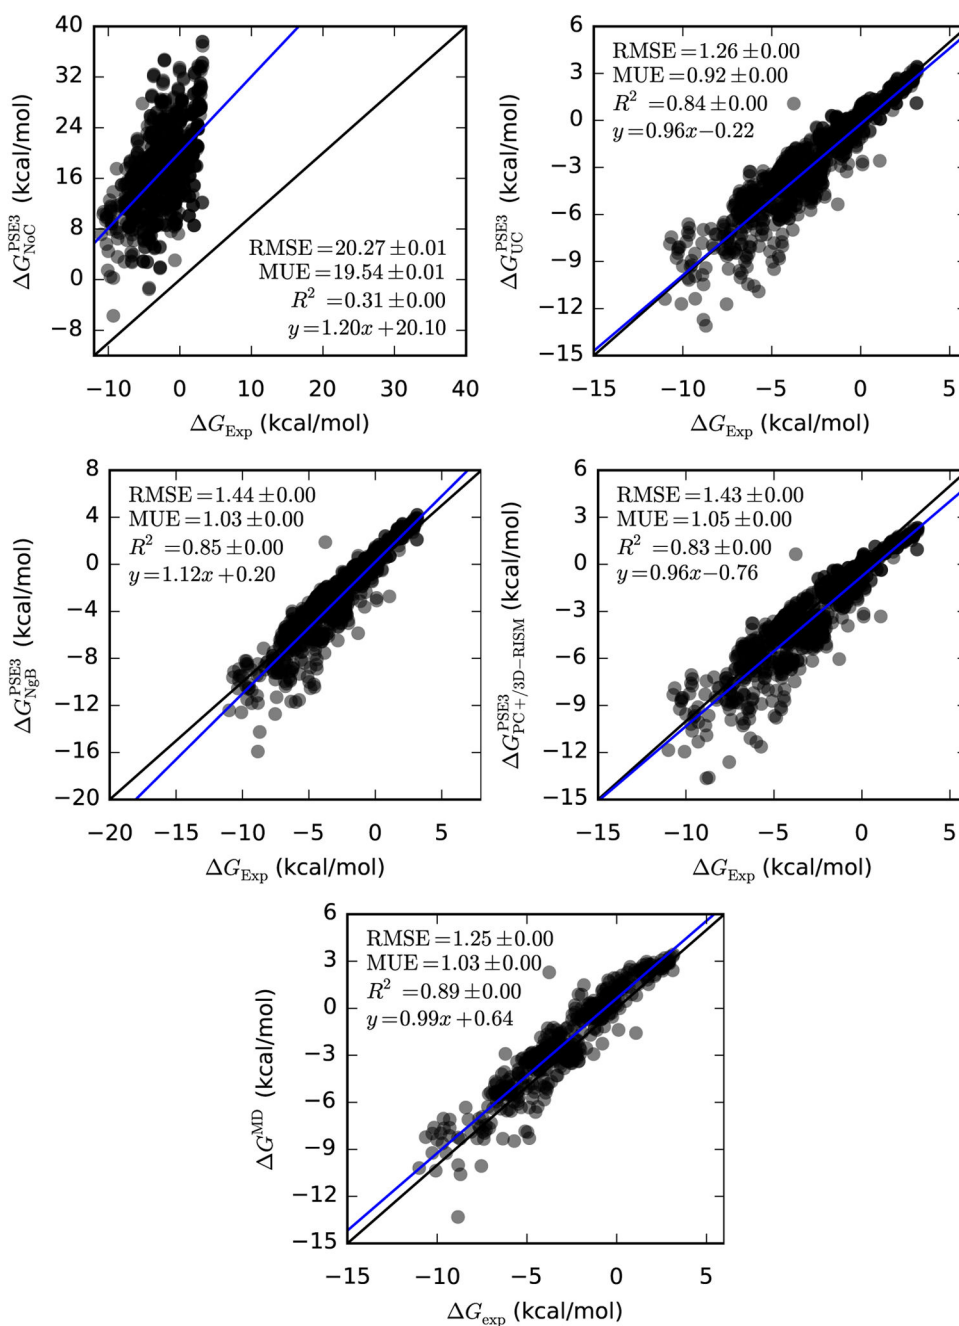 40
32
24
16
8
0
−8
ΔG_NoC^PSE3 (kcal/mol)
RMSE=20.27±0.01
MUE=19.54±0.01
R² =0.31±0.00
y=1.20x+20.10
−10 0 10 20 30 40
ΔG_Exp (kcal/mol)
6
3
0
−3
−6
−9
−12
−15
ΔG_UC^PSE3 (kcal/mol)
RMSE=1.26±0.00
MUE=0.92±0.00
R² =0.84±0.00
y=0.96x−0.22
−15 −10 −5 0 5
ΔG_Exp (kcal/mol)
8
4
0
−4
−8
−12
−16
−20
ΔG_NgB^PSE3 (kcal/mol)
RMSE=1.44±0.00
MUE=1.03±0.00
R² =0.85±0.00
y=1.12x+0.20
−20 −15 −10 −5 0 5
ΔG_Exp (kcal/mol)
6
3
0
−3
−6
−9
−12
−15
ΔG_PC+/3D−RISM^PSE3 (kcal/mol)
RMSE=1.43±0.00
MUE=1.05±0.00
R² =0.83±0.00
y=0.96x−0.76
−15 −10 −5 0 5
ΔG_Exp (kcal/mol)
6
3
0
−3
−6
−9
−12
−15
ΔG^MD (kcal/mol)
RMSE=1.25±0.00
MUE=1.03±0.00
R² =0.89±0.00
y=0.99x+0.64
−15 −10 −5 0 5
ΔG_exp (kcal/mol)